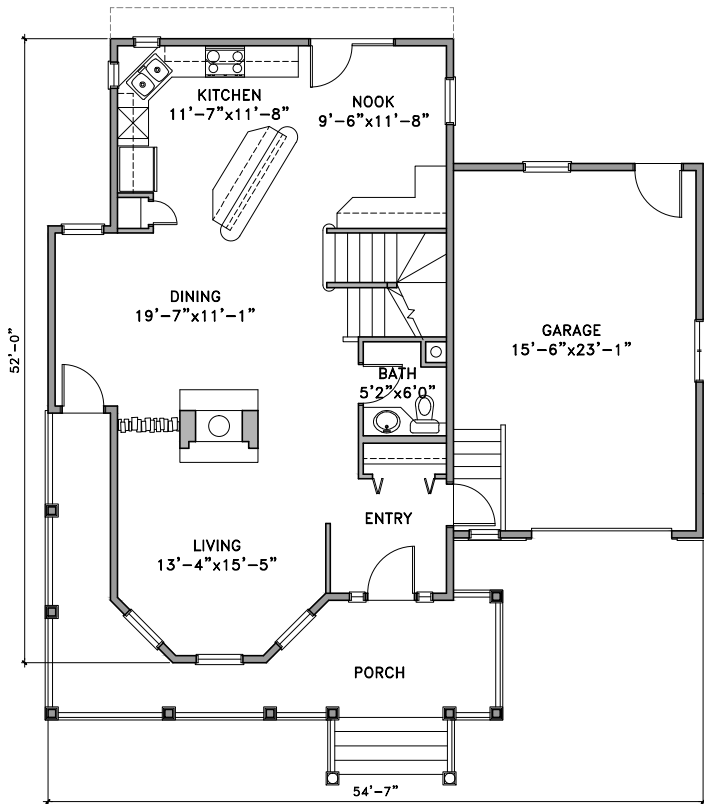 KITCHEN
11'-7"x11'-8"
NOOK
9'-6"x11'-8"
DINING
19'-7"x11'-1"
GARAGE
15'-6"x23'-1"
52'-0"
BATH
5'2"x6'0"
ENTRY
LIVING
13'-4"x15'-5"
PORCH
54'-7"